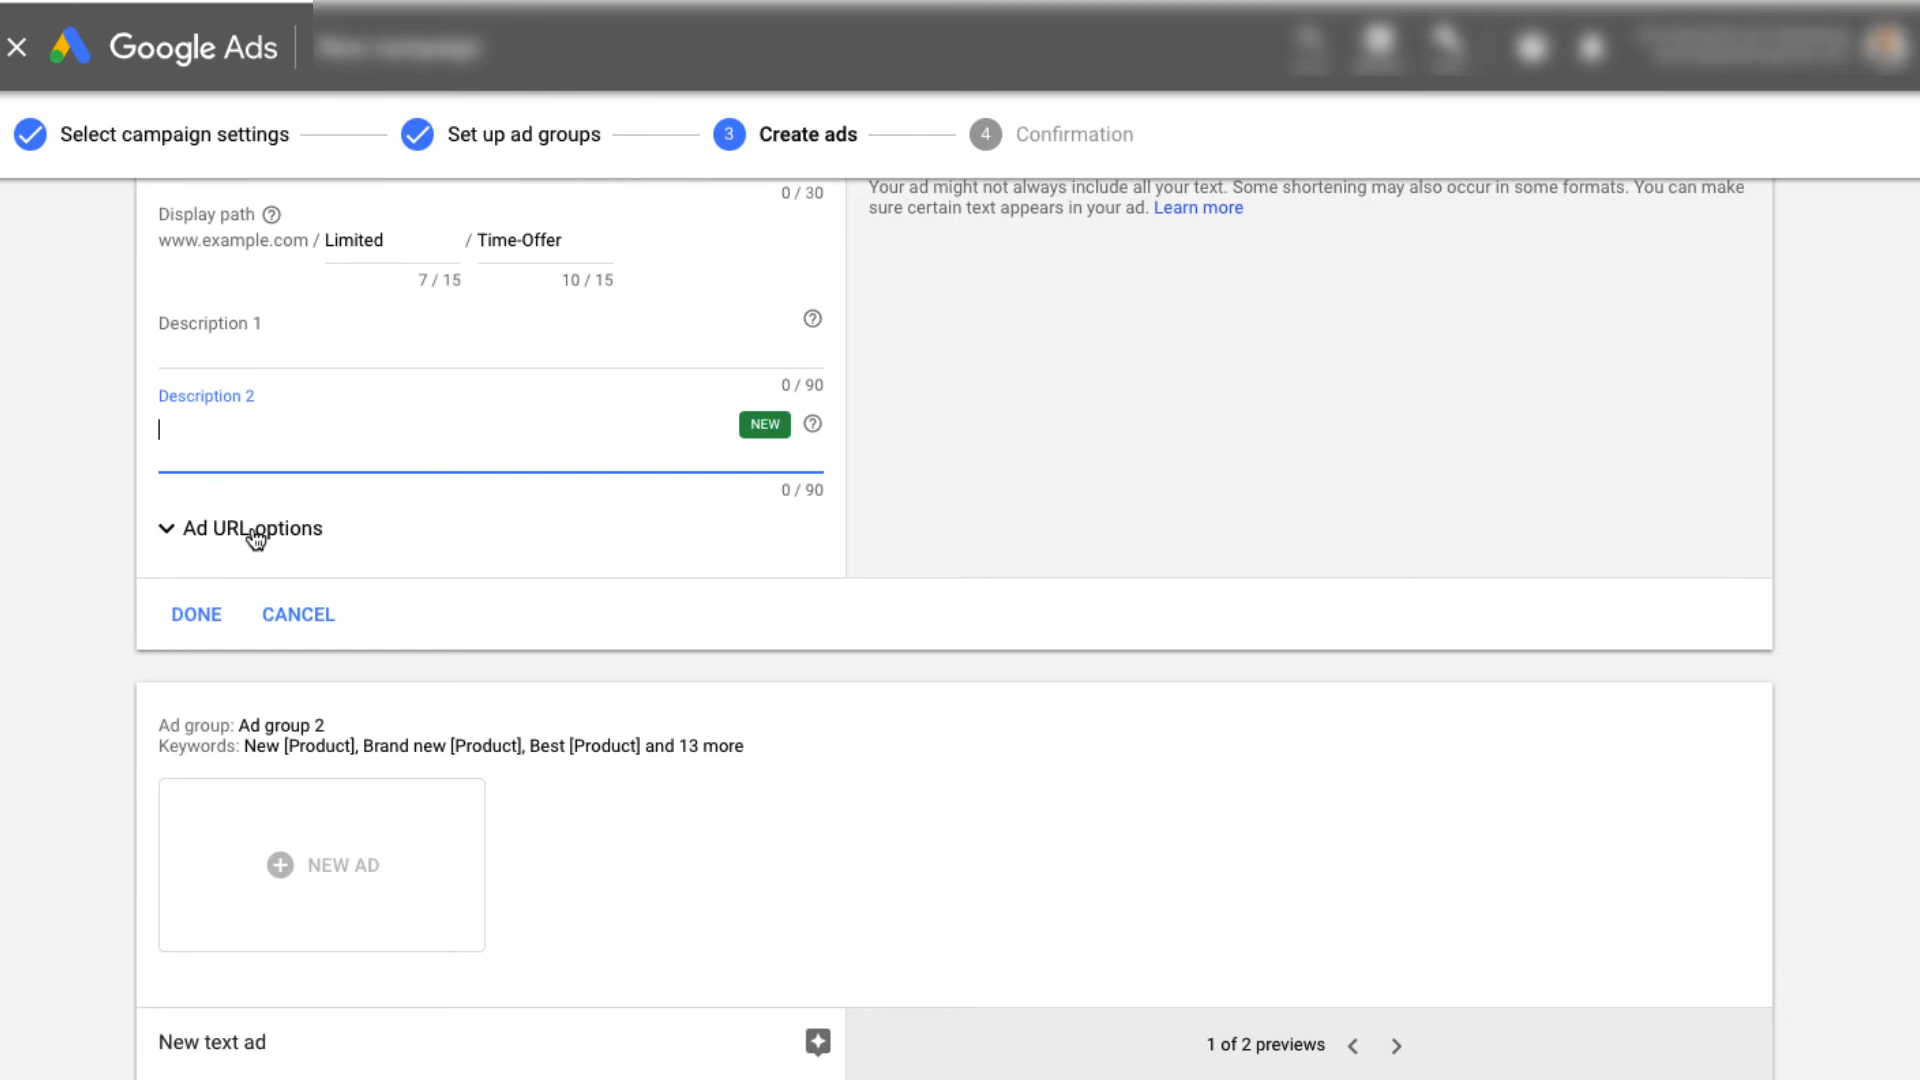 Google Ads
Select campaign settings
Set up ad groups
3 Create ads
4 Confirmation
0 / 30
Your ad might not always include all your text. Some shortening may also occur in some formats. You can make
sure certain text appears in your ad. Learn more
Display path
www.example.com / Limited / Time-Offer
7 / 15 10 / 15
Description 1
0 / 90
Description 2
NEW
0 / 90
Ad URL options
DONE CANCEL
Ad group: Ad group 2
Keywords: New [Product], Brand new [Product], Best [Product] and 13 more
NEW AD
New text ad
1 of 2 previews